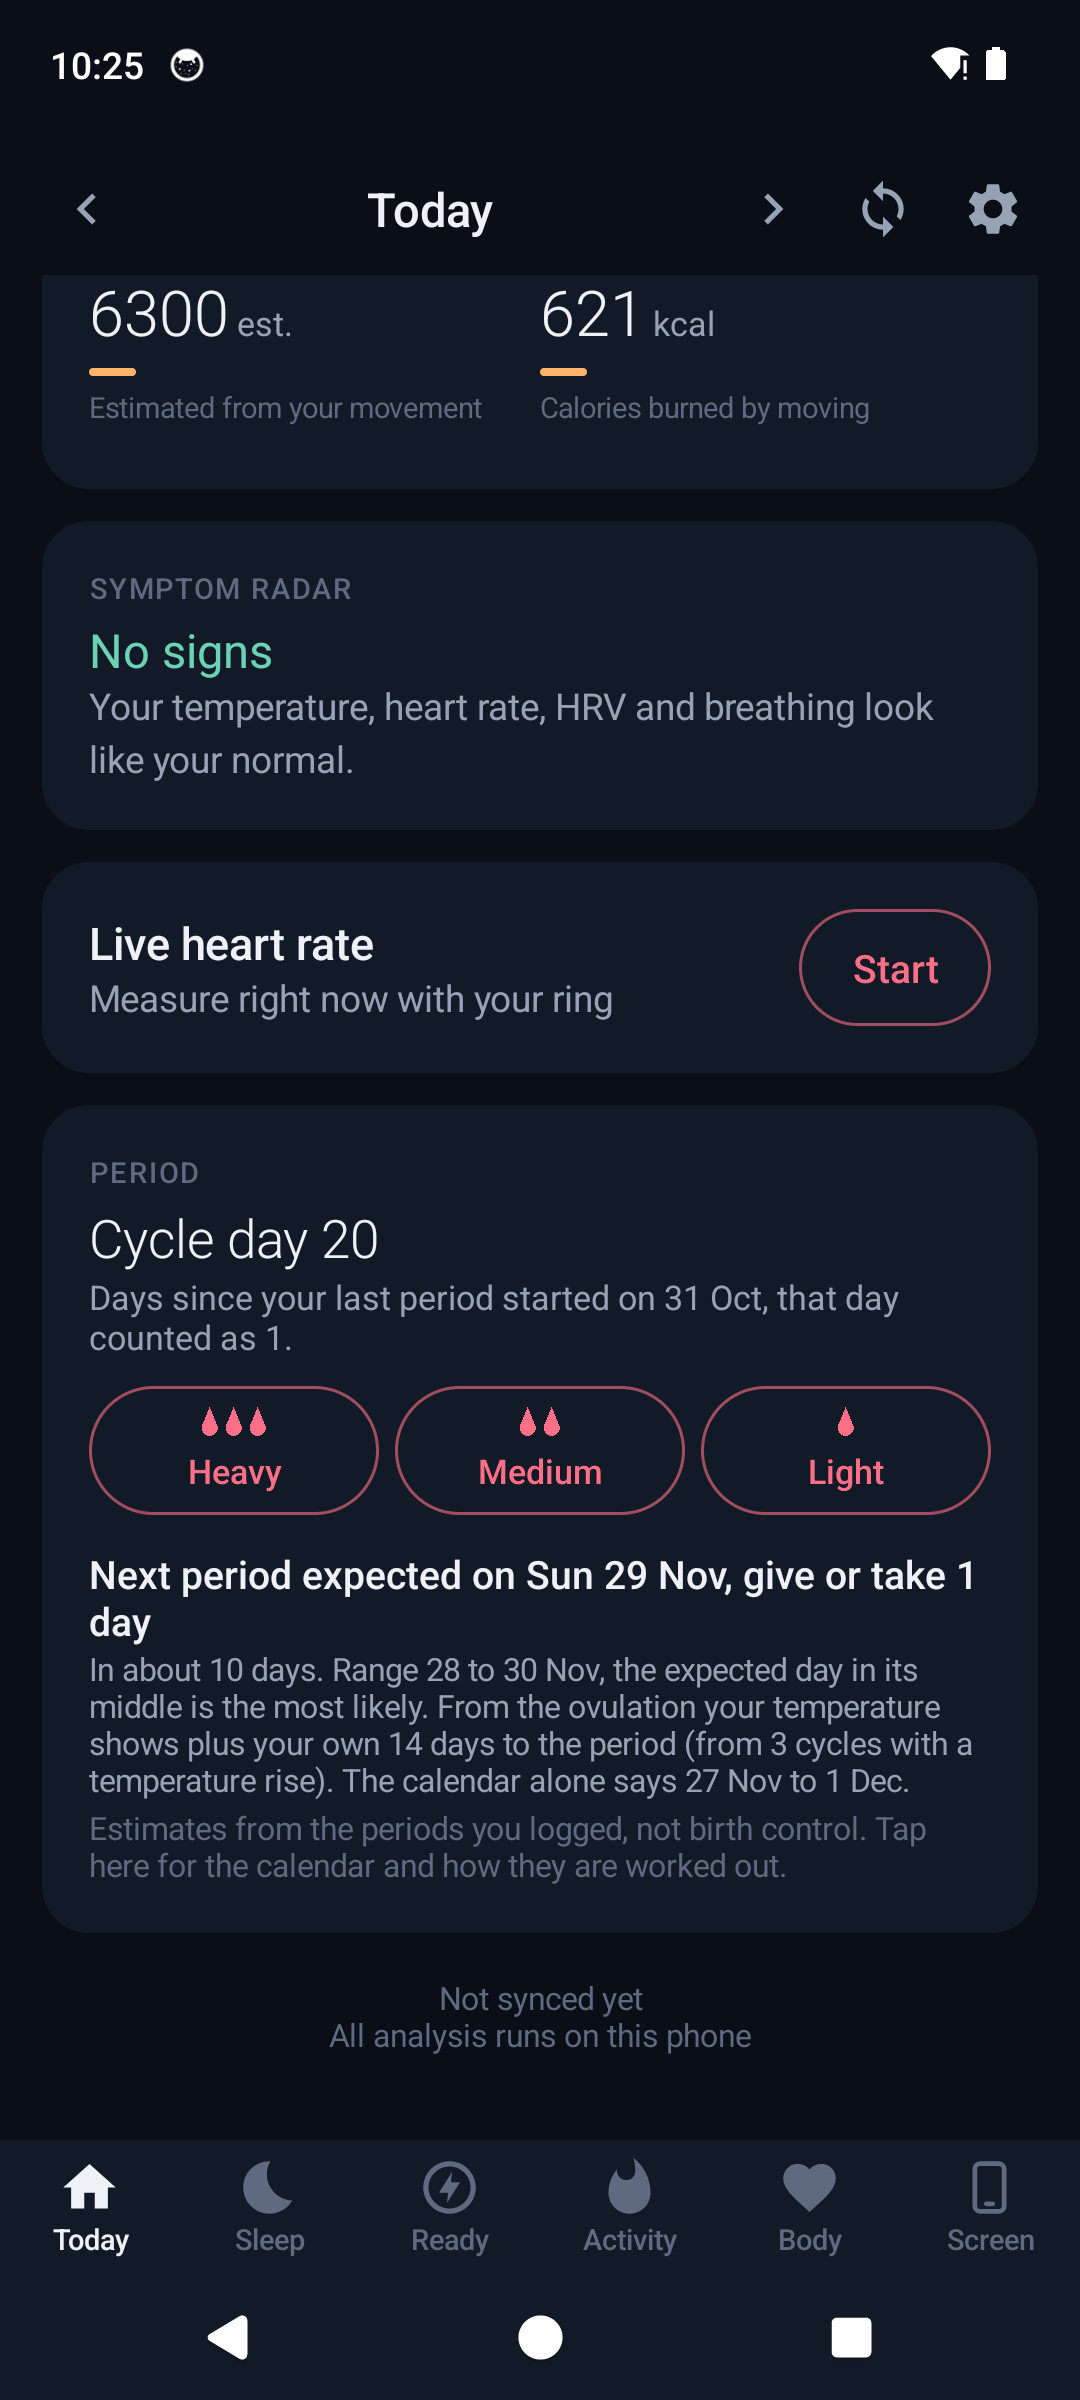 10:25
Today
6300 est.
621 kcal
Estimated from your movement
Calories burned by moving
SYMPTOM RADAR
No signs
Your temperature, heart rate, HRV and breathing look
like your normal.
Live heart rate
Measure right now with your ring
Start
PERIOD
Cycle day 20
Days since your last period started on 31 Oct, that day
counted as 1.
Heavy
Medium
Light
Next period expected on Sun 29 Nov, give or take 1
day
In about 10 days. Range 28 to 30 Nov, the expected day in its
middle is the most likely. From the ovulation your temperature
shows plus your own 14 days to the period (from 3 cycles with a
temperature rise). The calendar alone says 27 Nov to 1 Dec.
Estimates from the periods you logged, not birth control. Tap
here for the calendar and how they are worked out.
Not synced yet
All analysis runs on this phone
Today
Sleep
Ready
Activity
Body
Screen